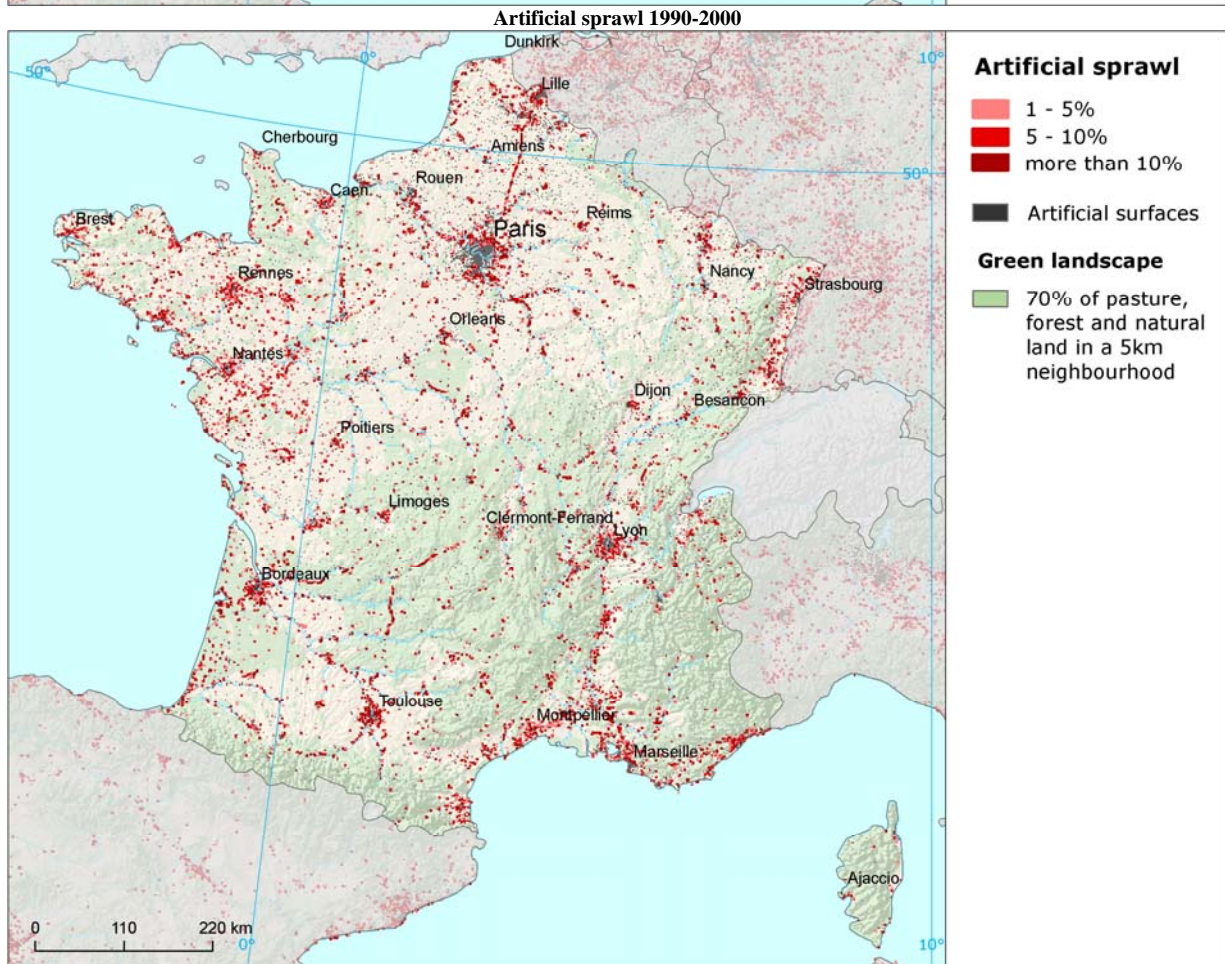 Artificial sprawl 1990-2000
Dunkirk
50°
0°
10°
Lille
Cherbourg
Amiens
50°
Caen
Rouen
Reims
Brest
Paris
Rennes
Nancy
Strasbourg
Orleans
Nantes
Dijon
Besancon
Poitiers
Limoges
Clermont-Ferrand
Lyon
Bordeaux
Toulouse
Montpellier
Marseille
Ajaccio
0 110 220 km
0°
10°
Artificial sprawl
1 - 5%
5 - 10%
more than 10%
Artificial surfaces
Green landscape
70% of pasture,
forest and natural
land in a 5km
neighbourhood